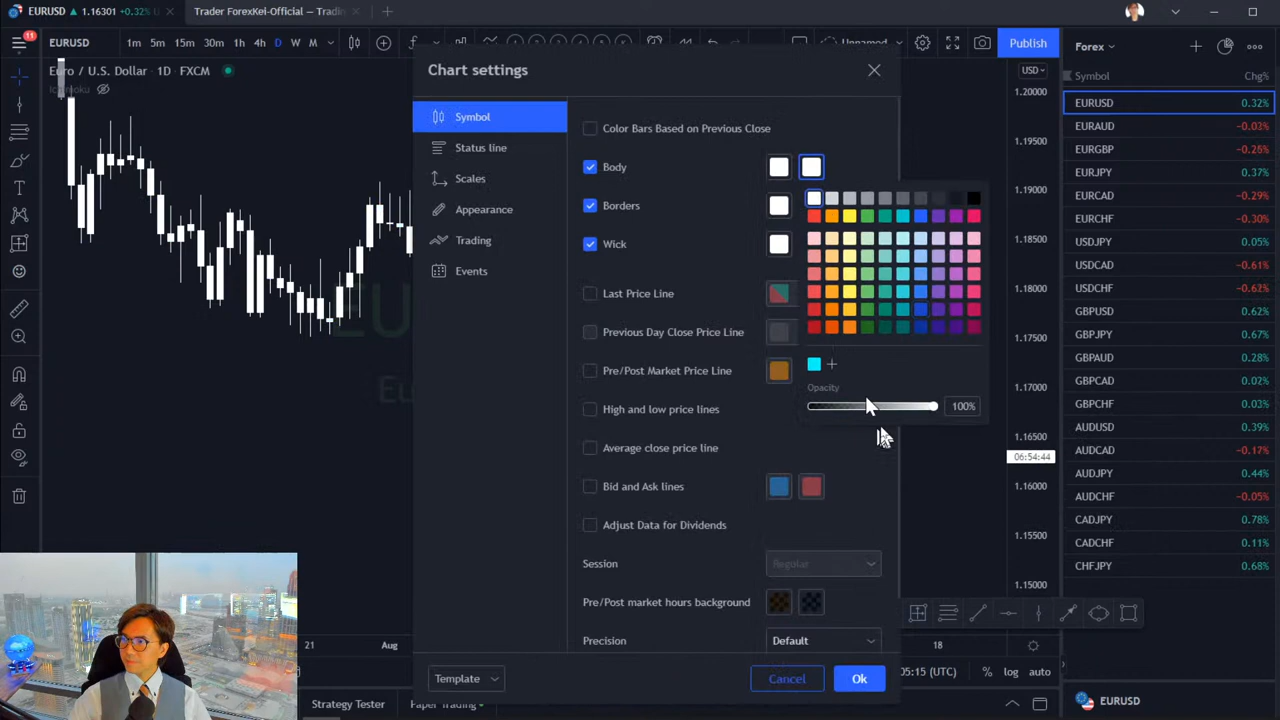 EURUSD ▲ 1.16301 +0.32%
Trader ForexKei-Official — Tradin
11
EURUSD
1m 5m 15m 30m 1h 4h D W M
Unnamed
Publish
Forex
Euro / U.S. Dollar · 1D · FXCM
Ichimoku
USD
Symbol Chg%
Chart settings
Symbol
Status line
Scales
Appearance
Trading
Events
Color Bars Based on Previous Close
Body
Borders
Wick
Last Price Line
Previous Day Close Price Line
Pre/Post Market Price Line
High and low price lines
Average close price line
Bid and Ask lines
Adjust Data for Dividends
Session Regular
Pre/Post market hours background
Precision Default
Opacity
100%
Template
Cancel
Ok
1.20000
1.19000
1.18500
1.18000
1.17500
1.17000
1.16500
06:54:44
1.16000
1.15500
1.15000
EURUSD 0.32%
EURAUD −0.03%
EURGBP −0.25%
EURJPY 0.37%
EURCAD −0.29%
EURCHF −0.30%
USDJPY 0.05%
USDCAD −0.61%
USDCHF −0.62%
GBPUSD 0.62%
GBPJPY 0.67%
GBPAUD 0.28%
GBPCAD 0.02%
GBPCHF 0.03%
AUDUSD 0.39%
AUDCAD −0.17%
AUDJPY 0.44%
AUDCHF −0.05%
CADJPY 0.78%
CADCHF 0.11%
CHFJPY 0.68%
21 Aug 18
05:15 (UTC) % log auto
Strategy Tester
Paper Trading
EURUSD